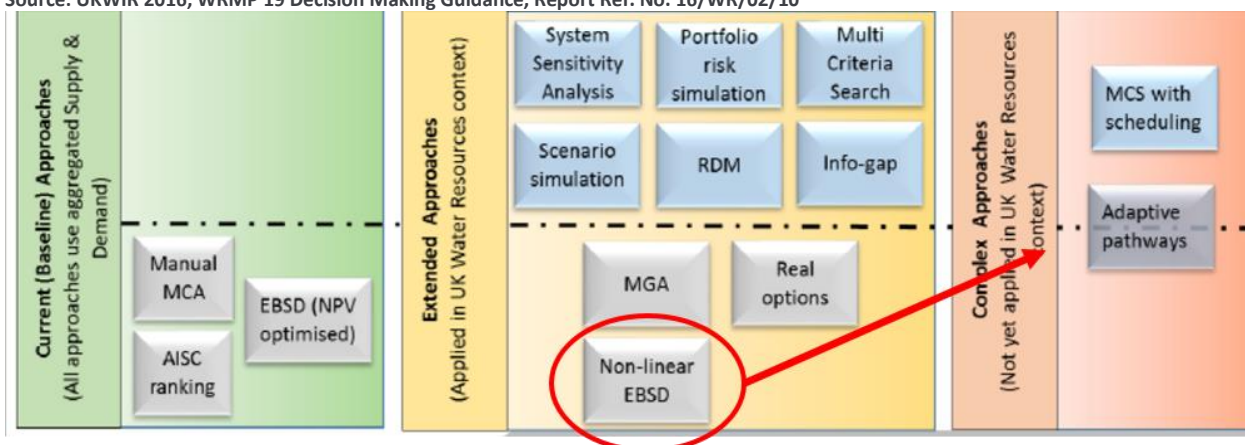 Source: UKWIR 2016, WRMP 19 Decision Making Guidance, Report Ref. No. 16/WR/02/10
Current (Baseline) Approaches
(All approaches use aggregated Supply &
Demand)
Manual
MCA
AISC
ranking
EBSD (NPV
optimised)
Extended Approaches
(Applied in UK Water Resources context)
System
Sensitivity
Analysis
Portfolio
risk
simulation
Multi
Criteria
Search
Scenario
simulation
RDM
Info-gap
MGA
Real
options
Non-linear
EBSD
Complex Approaches
(Not yet applied in UK Water Resources
context)
MCS with
scheduling
Adaptive
pathways